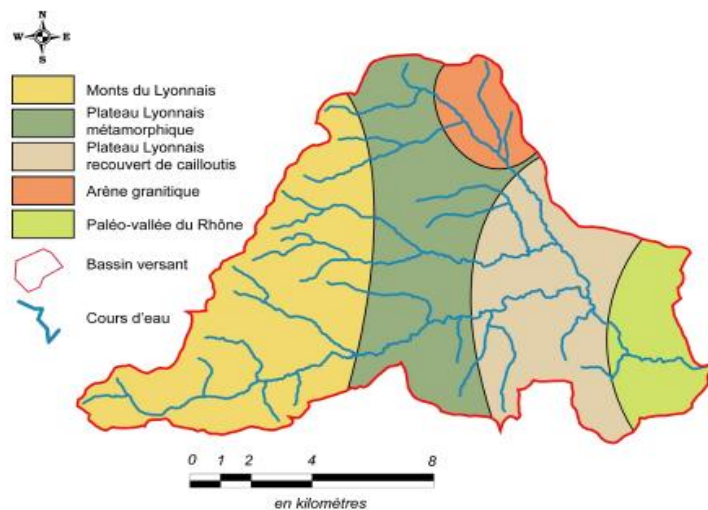 N
W E
S
Monts du Lyonnais
Plateau Lyonnais
métamorphique
Plateau Lyonnais
recouvert de cailloutis
Arène granitique
Paléo-vallée du Rhône
Bassin versant
Cours d'eau
0 1 2 4 8
en kilomètres